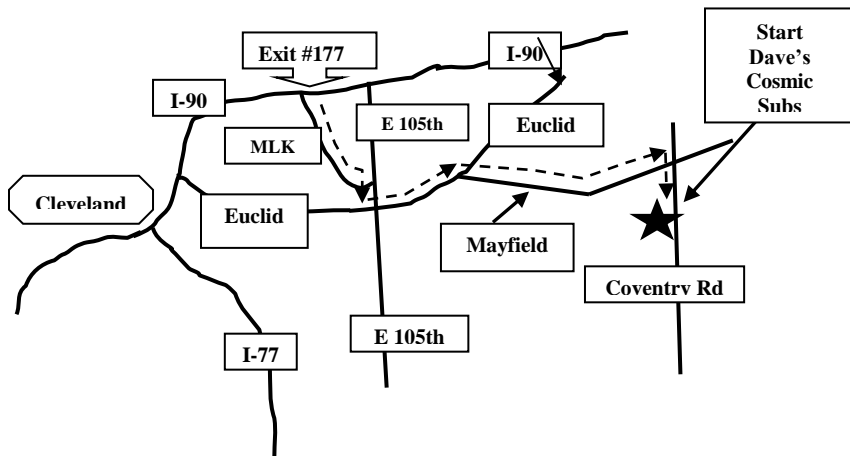 Start
Dave's
Cosmic
Subs
Exit #177
I-90
I-90
E 105th
Euclid
MLK
Cleveland
Euclid
Mayfield
Coventry Rd
E 105th
I-77